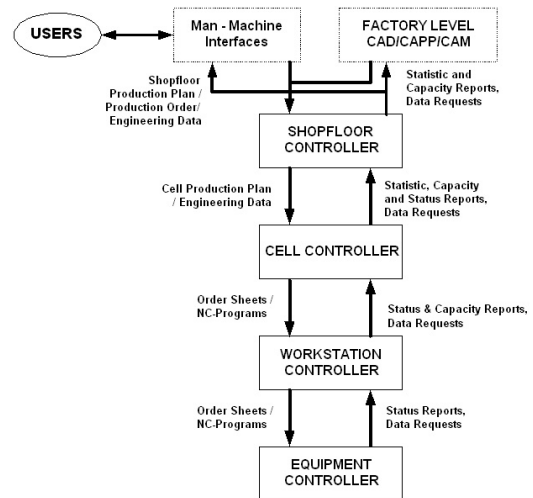 USERS
Man - Machine
Interfaces
FACTORY LEVEL
CAD/CAPP/CAM
Shopfloor
Production Plan /
Production Order/
Engineering Data
Statistic and
Capacity Reports,
Data Requests
SHOPFLOOR
CONTROLLER
Cell Production Plan
/ Engineering Data
Statistic, Capacity
and Status Reports,
Data Requests
CELL CONTROLLER
Order Sheets /
NC-Programs
Status & Capacity Reports,
Data Requests
WORKSTATION
CONTROLLER
Order Sheets /
NC-Programs
Status Reports,
Data Requests
EQUIPMENT
CONTROLLER